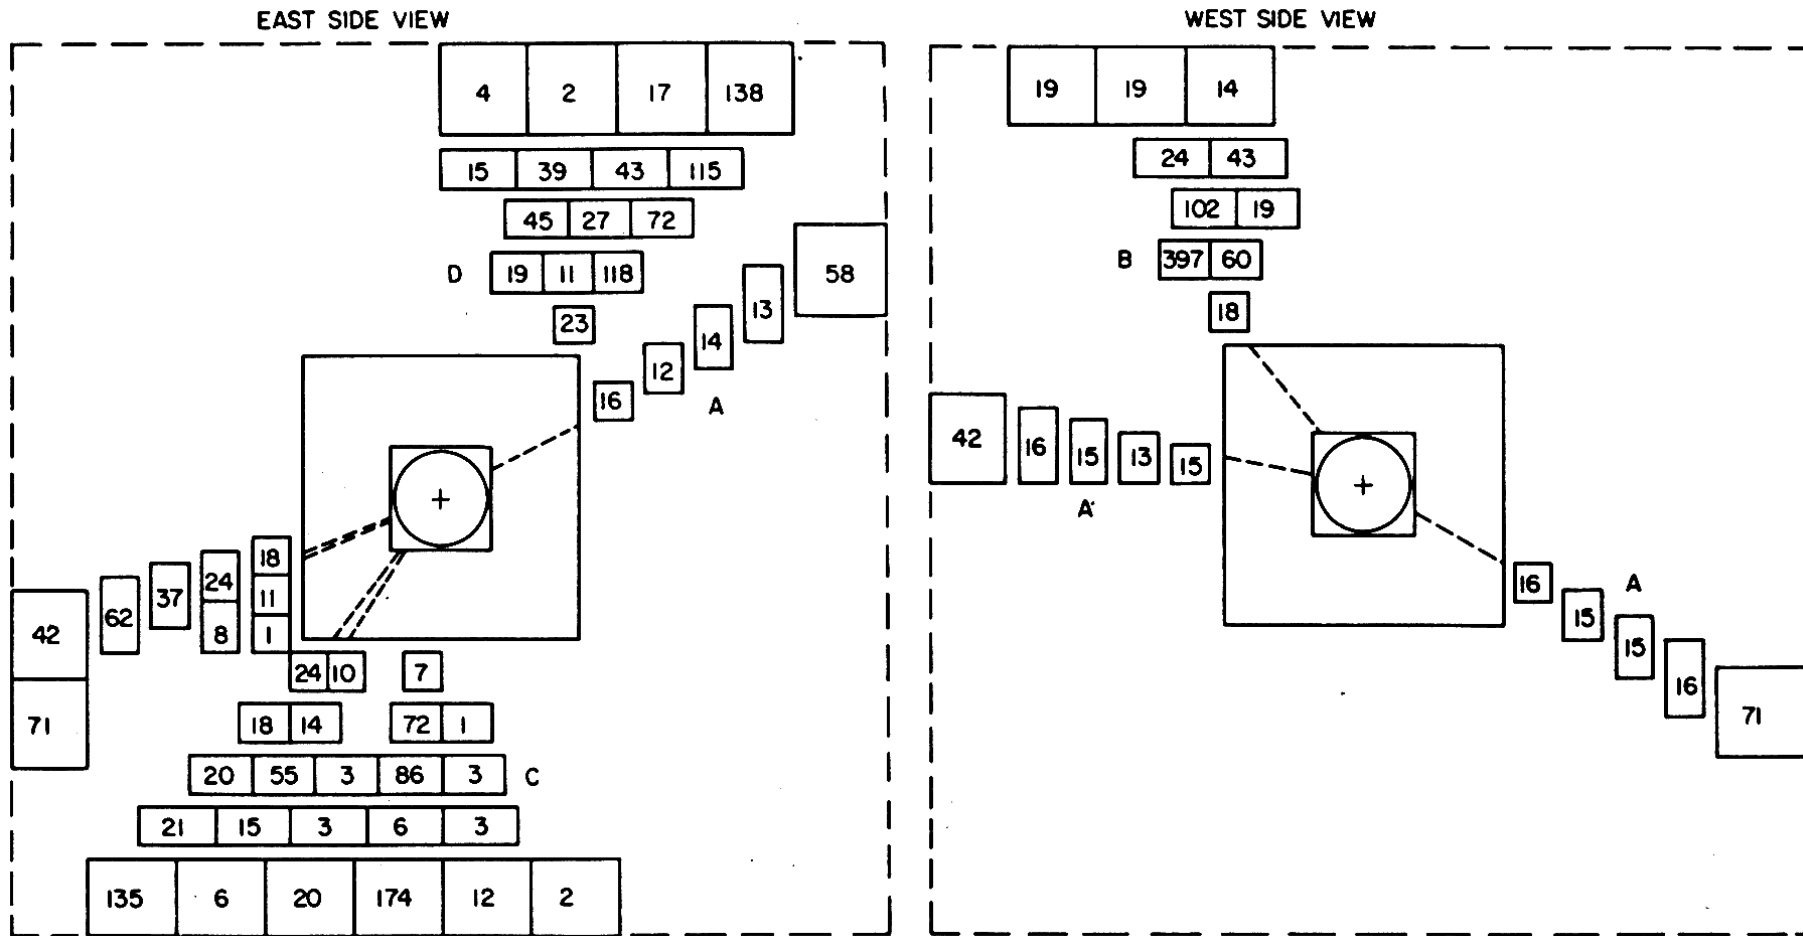 EAST SIDE VIEW
4 2 17 138
15 39 43 115
45 27 72
D 19 11 118
58
13
23
14
12
16 A
18
24
37 11
62 8 1
42
24 10 7
71 18 14 72 1
20 55 3 86 3 C
21 15 3 6 3
135 6 20 174 12 2
WEST SIDE VIEW
19 19 14
24 43
102 19
B 397 60
18
42 16 15 13 15
A'
16 A
15
15
16
71